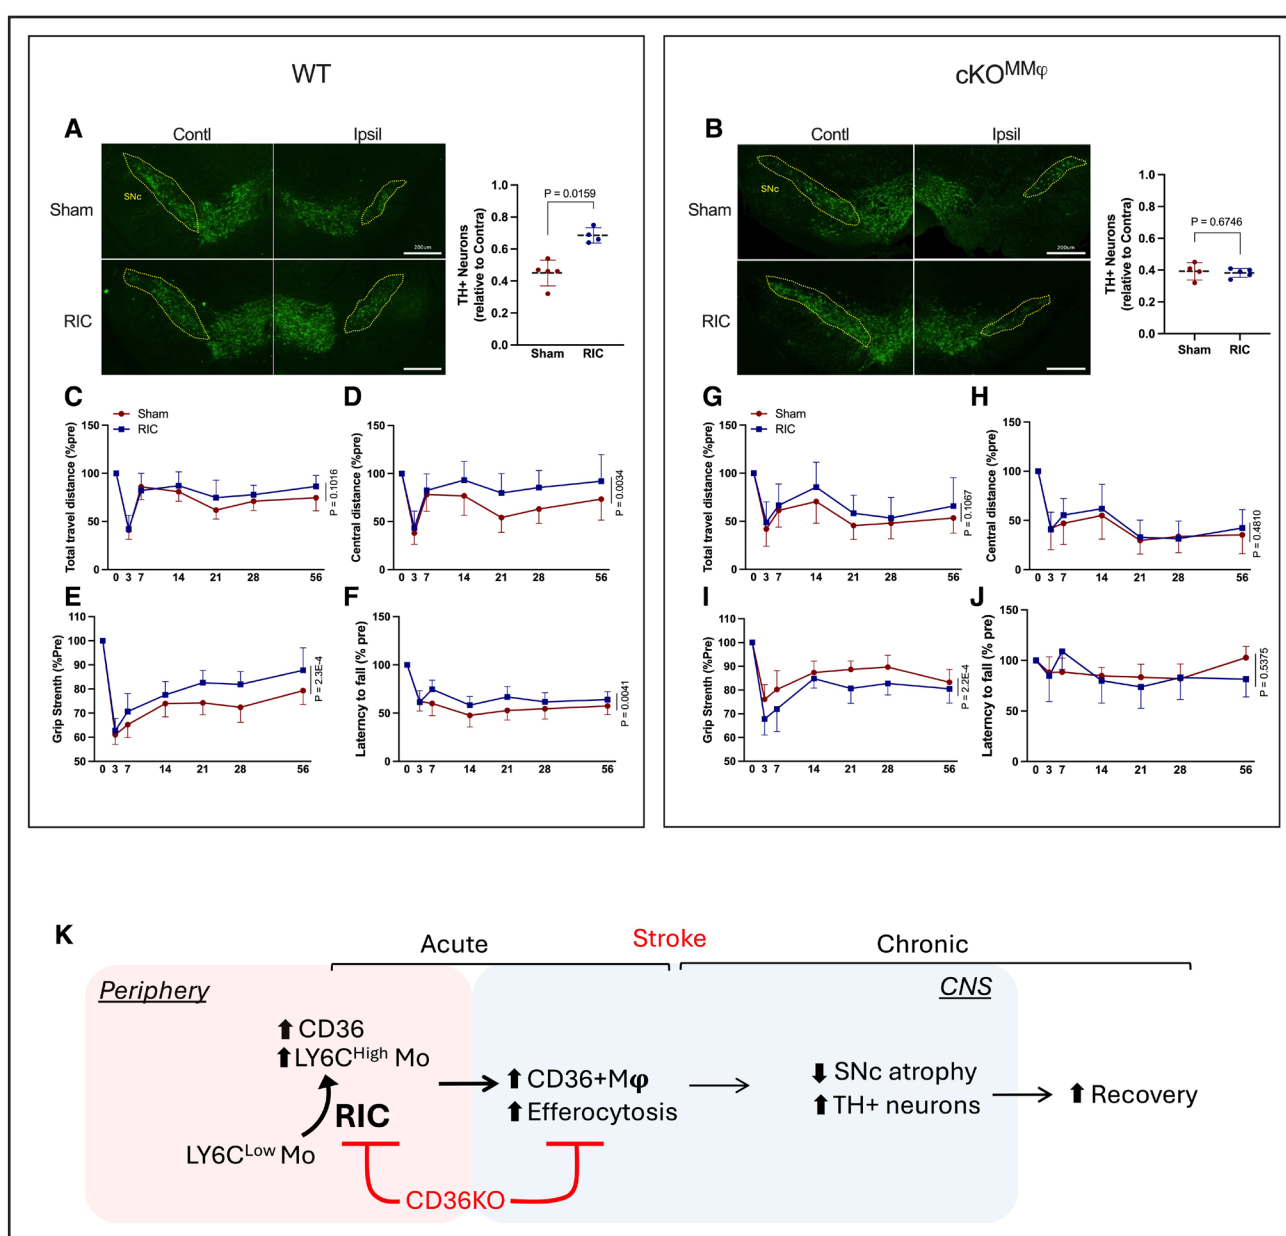 WT
A
Contl Ipsil
SNc
Sham
200um
RIC
TH+ Neurons
(relative to Contra)
1.0
0.8
0.6
0.4
0.2
0.0
P = 0.0159
Sham RIC
C
Sham
RIC
Total travel distance (%pre)
150
100
50
0
0 3 7 14 21 28 56
P = 0.1016
D
Central distance (%pre)
150
100
50
0
0 3 7 14 21 28 56
P = 0.0034
E
Grip Strenth (%Pre)
110
100
90
80
70
60
50
0 3 7 14 21 28 56
P = 2.3E-4
F
Laterncy to fall (% pre)
150
100
50
0
0 3 7 14 21 28 56
P = 0.0041
cKOMMφ
B
Contl Ipsil
SNc
Sham
200um
RIC
TH+ Neurons
(relative to Contra)
1.0
0.8
0.6
0.4
0.2
0.0
P = 0.6746
Sham RIC
G
Sham
RIC
Total travel distance (%pre)
150
100
50
0
0 3 7 14 21 28 56
P = 0.1067
H
Central distance (%pre)
150
100
50
0
0 3 7 14 21 28 56
P = 0.4810
I
Grip Strenth (%Pre)
110
100
90
80
70
60
50
0 3 7 14 21 28 56
P = 2.2E-4
J
Laterncy to fall (% pre)
150
100
50
0
0 3 7 14 21 28 56
P = 0.5375
K
Acute Stroke Chronic
Periphery CNS
⬆ CD36
⬆ LY6CHigh Mo
RIC
LY6CLow Mo
⬆ CD36+Mφ
⬆ Efferocytosis
⬇ SNc atrophy
⬆ TH+ neurons
⬆ Recovery
CD36KO